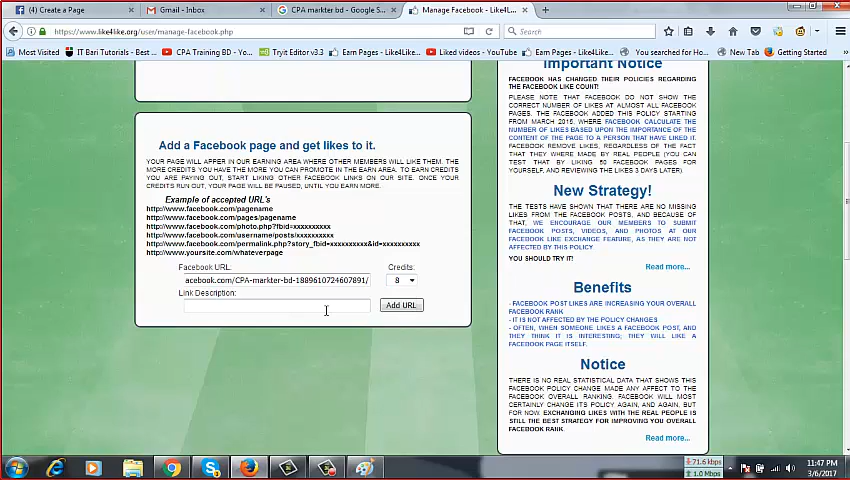 (4) Create a Page
Gmail - Inbox
CPA markter bd - Google S...
Manage Facebook - Like4L...
https://www.like4like.org/user/manage-facebook.php
Search
Most Visited
IT Bari Tutorials - Best ...
CPA Training BD - Yo...
Tryit Editor v3.3
Earn Pages - Like4Like...
Liked videos - YouTube
Earn Pages - Like4Like...
You searched for Ho...
New Tab
Getting Started
Add a Facebook page and get likes to it.
YOUR PAGE WILL APPER IN OUR EARNING AREA WHERE OTHER MEMBERS WILL LIKE THEM. THE
MORE CREDITS YOU HAVE THE MORE YOU CAN PROMOTE IN THE EARN AREA. TO EARN CREDITS
YOU ARE PAYING OUT, START LIKING OTHER FACEBOOK LINKS ON OUR SITE. ONCE YOUR
CREDITS RUN OUT, YOUR PAGE WILL BE PAUSED, UNTIL YOU EARN MORE.
Example of accepted URL's
http://www.facebook.com/pagename
http://www.facebook.com/pages/pagename
http://www.facebook.com/photo.php?fbid=xxxxxxxxxx
http://www.facebook.com/username/posts/xxxxxxxxxx
http://www.facebook.com/permalink.php?story_fbid=xxxxxxxxx&id=xxxxxxxxxx
http://www.yoursite.com/whateverpage
Facebook URL:
Credits:
acebook.com/CPA-markter-bd-1889610724607891/
8
Link Description:
Add URL
Important Notice
FACEBOOK HAS CHANGED THEIR POLICIES REGARDING
THE FACEBOOK LIKE COUNT!
PLEASE NOTE THAT FACEBOOK DO NOT SHOW THE
CORRECT NUMBER OF LIKES AT ALMOST ALL FACEBOOK
PAGES. THE FACEBOOK ADDED THIS POLICY STARTING
FROM MARCH 2015, WHERE FACEBOOK CALCULATE THE
NUMBER OF LIKES BASED UPON THE IMPORTANCE OF THE
CONTENT OF THE PAGE TO A PERSON THAT HAVE LIKED IT.
FACEBOOK REMOVE LIKES, REGARDLESS OF THE FACT
THAT THEY WHERE MADE BY REAL PEOPLE (YOU CAN
TEST THAT BY LIKING 50 FACEBOOK PAGES FOR
YOURSELF, AND REVIEWING THE LIKES 3 DAYS LATER)
New Strategy!
THE TESTS HAVE SHOWN THAT THERE ARE NO MISSING
LIKES FROM THE FACEBOOK POSTS, AND BECAUSE OF
THAT, WE ENCOURAGE OUR MEMBERS TO SUBMIT
FACEBOOK POSTS, VIDEOS, AND PHOTOS AT OUR
FACEBOOK LIKE EXCHANGE FEATURE, AS THEY ARE NOT
AFFECTED BY THIS POLICY
YOU SHOULD TRY IT!
Read more...
Benefits
- FACEBOOK POST LIKES ARE INCREASING YOUR OVERALL
FACEBOOK RANK
- IT IS NOT AFFECTED BY THE POLICY CHANGES
- OFTEN, WHEN SOMEONE LIKES A FACEBOOK POST, AND
THEY THINK IT IS INTERESTING; THEY WILL LIKE A
FACEBOOK PAGE ITSELF.
Notice
THERE IS NO REAL STATISTICAL DATA THAT SHOWS THIS
FACEBOOK POLICY CHANGE MADE ANY AFFECT TO THE
FACEBOOK OVERALL RANKING. FACEBOOK WILL MOST
CERTAINLY CHANGE ITS POLICY AGAIN, AND AGAIN, BUT
FOR NOW, EXCHANGING LIKES WITH THE REAL PEOPLE IS
STILL THE BEST STRATEGY FOR IMPROVING YOU OVERALL
FACEBOOK RANK
Read more...
71.6 kbps
1.0 Mbps
11:47 PM
3/6/2017